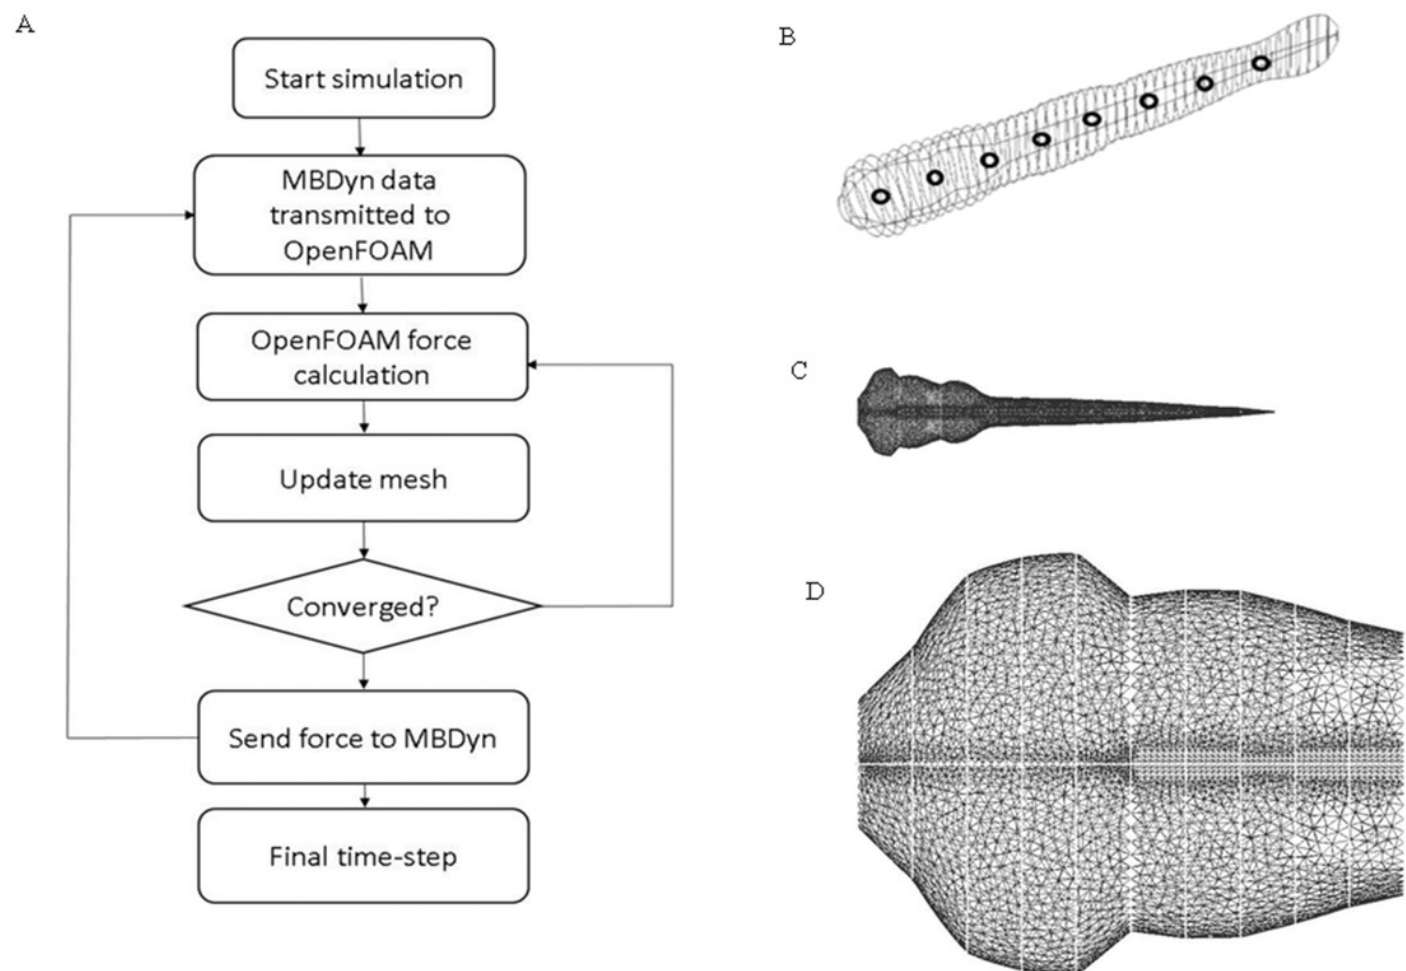 A
Start simulation
MBDyn data
transmitted to
OpenFOAM
OpenFOAM force
calculation
Update mesh
Converged?
Send force to MBDyn
Final time-step
B
C
D